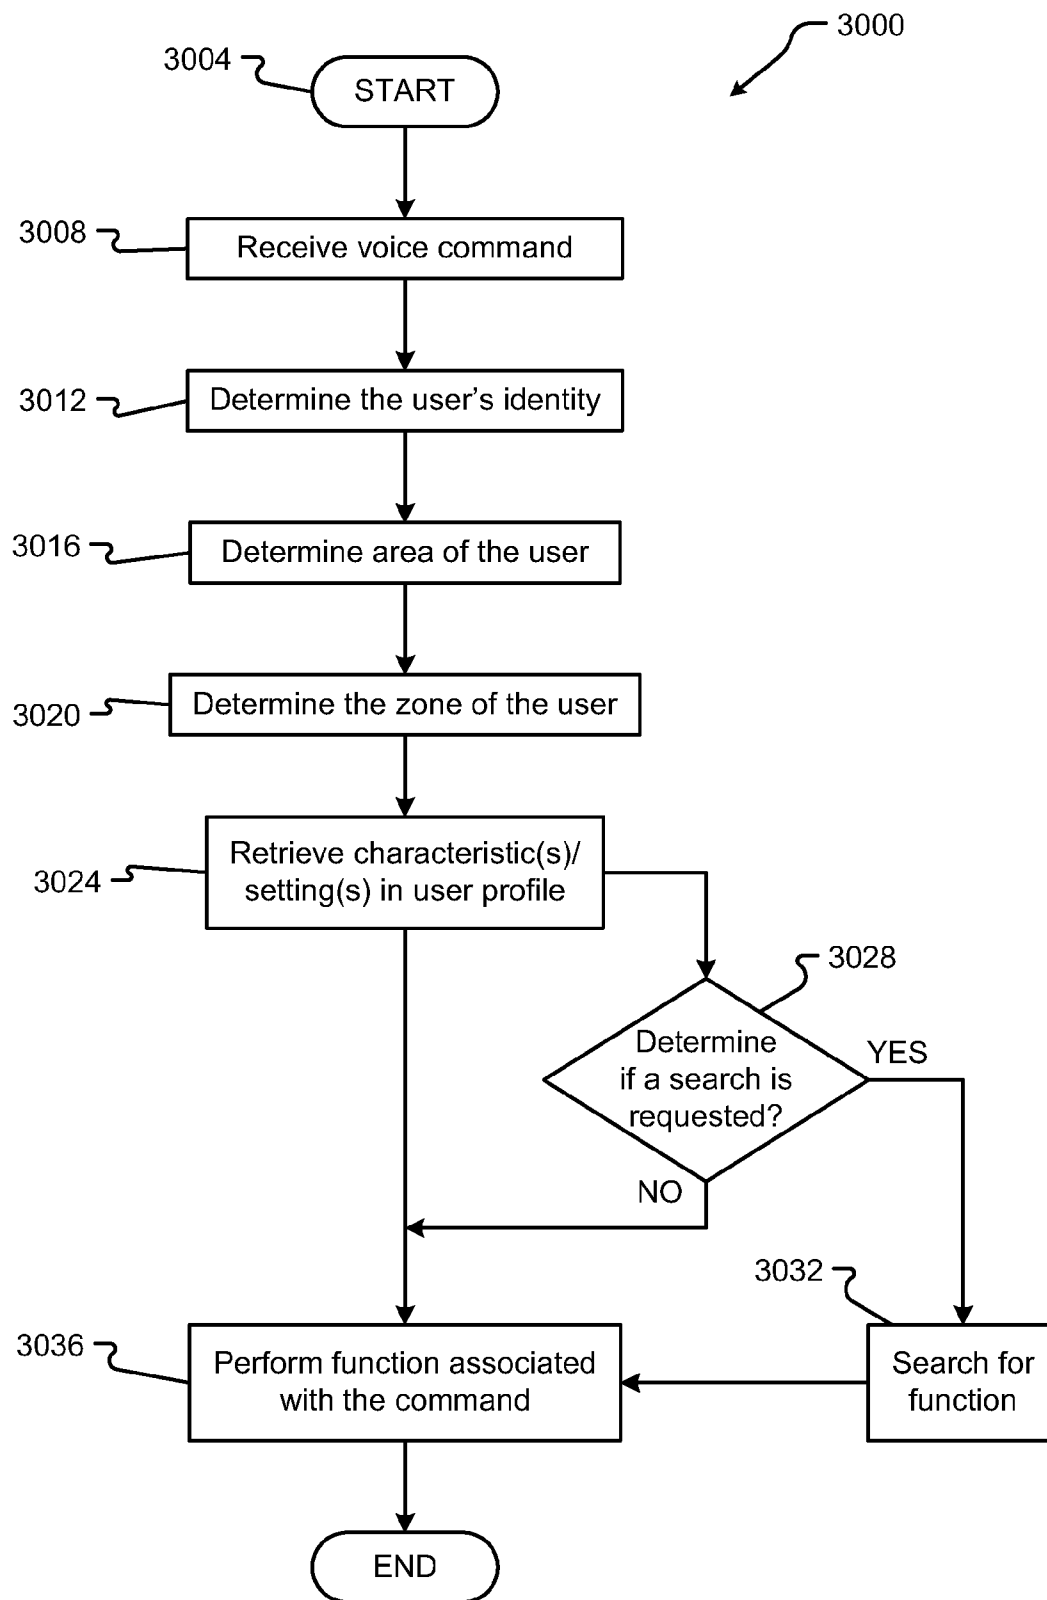 3000
3004
START
3008
Receive voice command
3012
Determine the user's identity
3016
Determine area of the user
3020
Determine the zone of the user
3024
Retrieve characteristic(s)/
setting(s) in user profile
3028
Determine
if a search is
requested?
YES
NO
3032
Search for
function
3036
Perform function associated
with the command
END